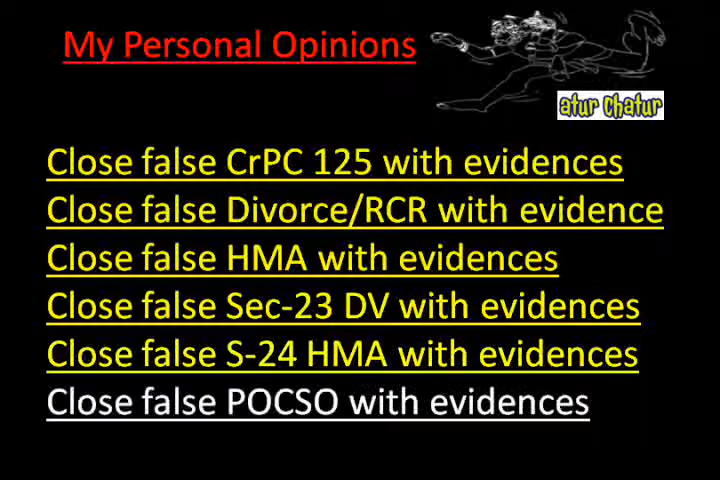 My Personal Opinions
atur Chatur
Close false CrPC 125 with evidences
Close false Divorce/RCR with evidence
Close false HMA with evidences
Close false Sec-23 DV with evidences
Close false S-24 HMA with evidences
Close false POCSO with evidences